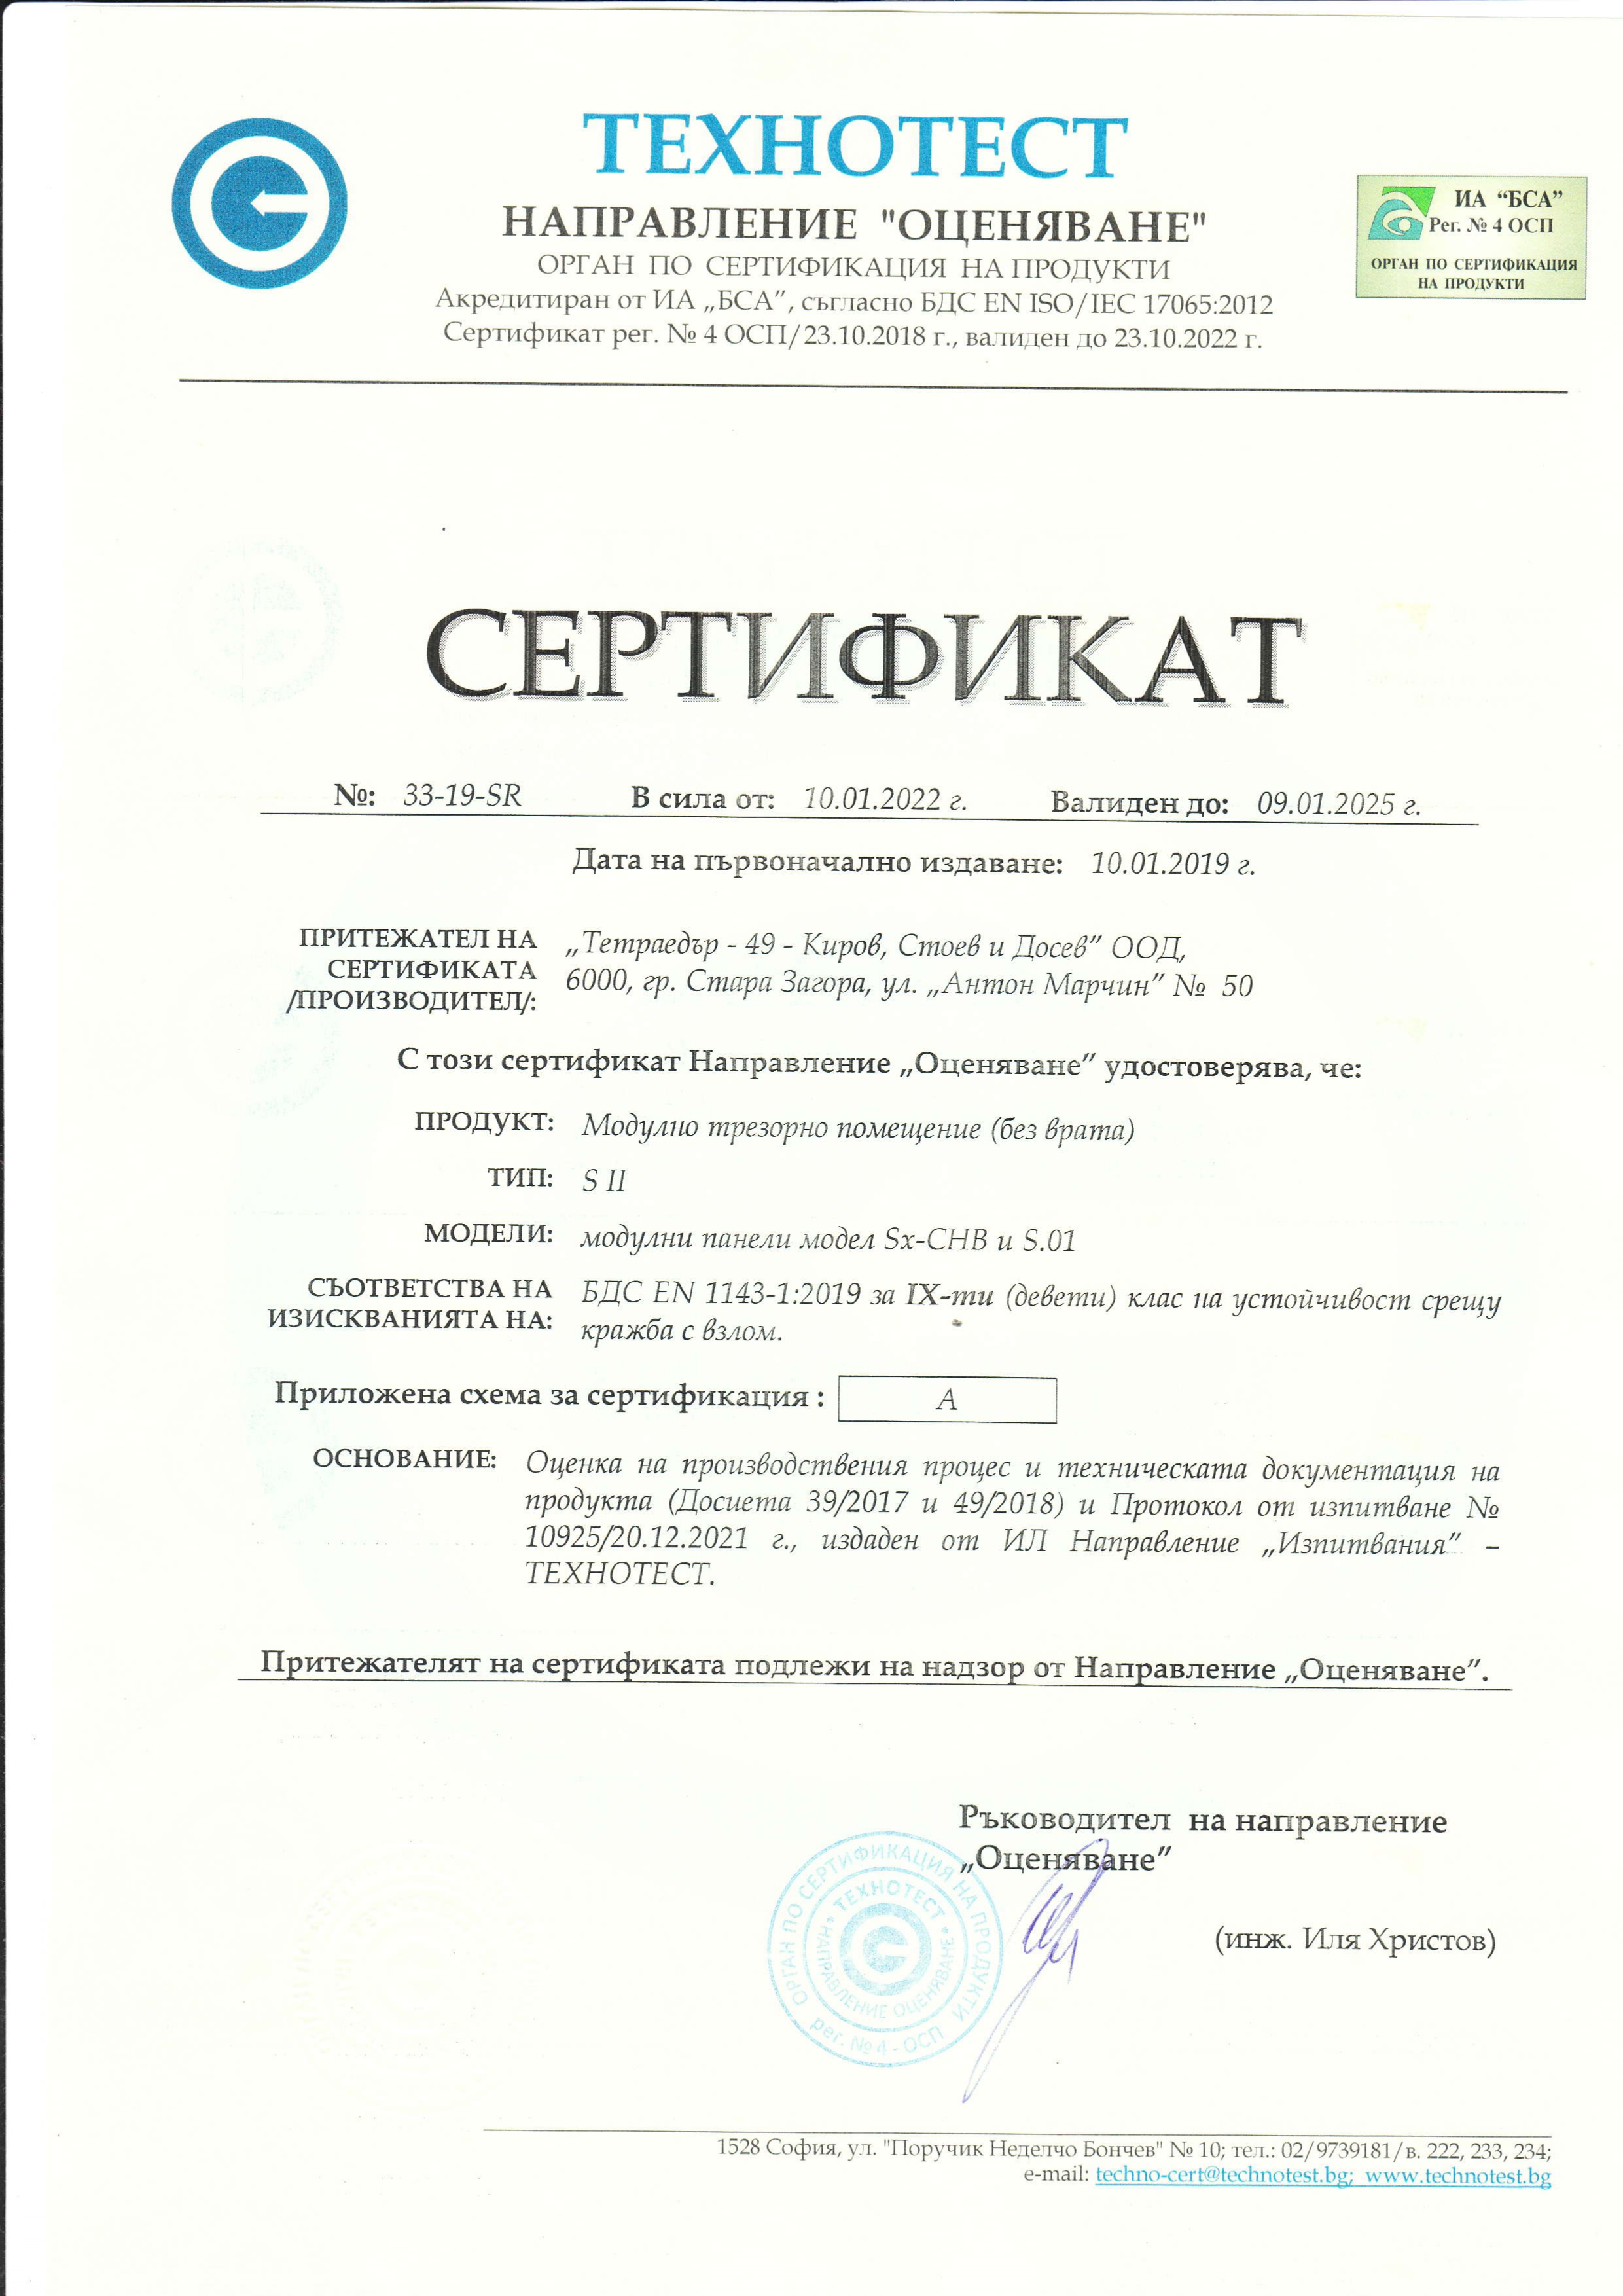 ТЕХНОТЕСТ
НАПРАВЛЕНИЕ "ОЦЕНЯВАНЕ"
ОРГАН ПО СЕРТИФИКАЦИЯ НА ПРОДУКТИ
Акредитиран от ИА „БСА”, съгласно БДС EN ISO/IEC 17065:2012
Сертификат рег. № 4 ОСП/23.10.2018 г., валиден до 23.10.2022 г.
ИА “БСА”
Рег. № 4 ОСП
ОРГАН ПО СЕРТИФИКАЦИЯ
НА ПРОДУКТИ
СЕРТИФИКАТ
№: 33-19-SR В сила от: 10.01.2022 г. Валиден до: 09.01.2025 г.
Дата на първоначално издаване: 10.01.2019 г.
ПРИТЕЖАТЕЛ НА
СЕРТИФИКАТА
/ПРОИЗВОДИТЕЛ/:
„Тетраедър - 49 - Киров, Стоев и Досев” ООД,
6000, гр. Стара Загора, ул. „Антон Марчин” № 50
С този сертификат Направление „Оценяване” удостоверява, че:
ПРОДУКТ: Модулно трезорно помещение (без врата)
ТИП: S II
МОДЕЛИ: модулни панели модел Sx-CHB и S.01
СЪОТВЕТСТВА НА
ИЗИСКВАНИЯТА НА:
БДС EN 1143-1:2019 за IX-ти (девети) клас на устойчивост срещу
кражба с взлом.
Приложена схема за сертификация : А
ОСНОВАНИЕ: Оценка на производствения процес и техническата документация на
продукта (Досиета 39/2017 и 49/2018) и Протокол от изпитване №
10925/20.12.2021 г., издаден от ИЛ Направление „Изпитвания” –
ТЕХНОТЕСТ.
Притежателят на сертификата подлежи на надзор от Направление „Оценяване”.
Ръководител на направление
„Оценяване”
(инж. Иля Христов)
ОРГАН ПО СЕРТИФИКАЦИЯ НА ПРОДУКТИ
рег. № 4 - ОСП
ТЕХНОТЕСТ
НАПРАВЛЕНИЕ ОЦЕНЯВАНЕ
1528 София, ул. "Поручик Неделчо Бончев" № 10; тел.: 02/9739181/в. 222, 233, 234;
e-mail: techno-cert@technotest.bg; www.technotest.bg